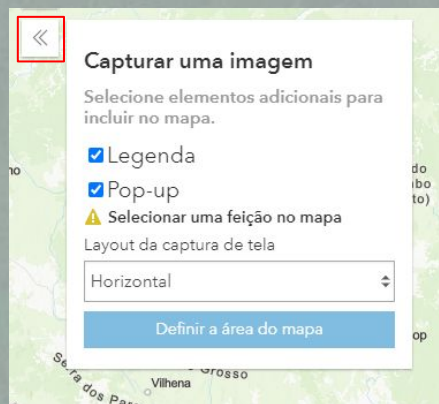 Capturar uma imagem
Selecione elementos adicionais para
incluir no mapa.
Legenda
Pop-up
Selecionar uma feição no mapa
Layout da captura de tela
Horizontal
Definir a área do mapa
Vilhena